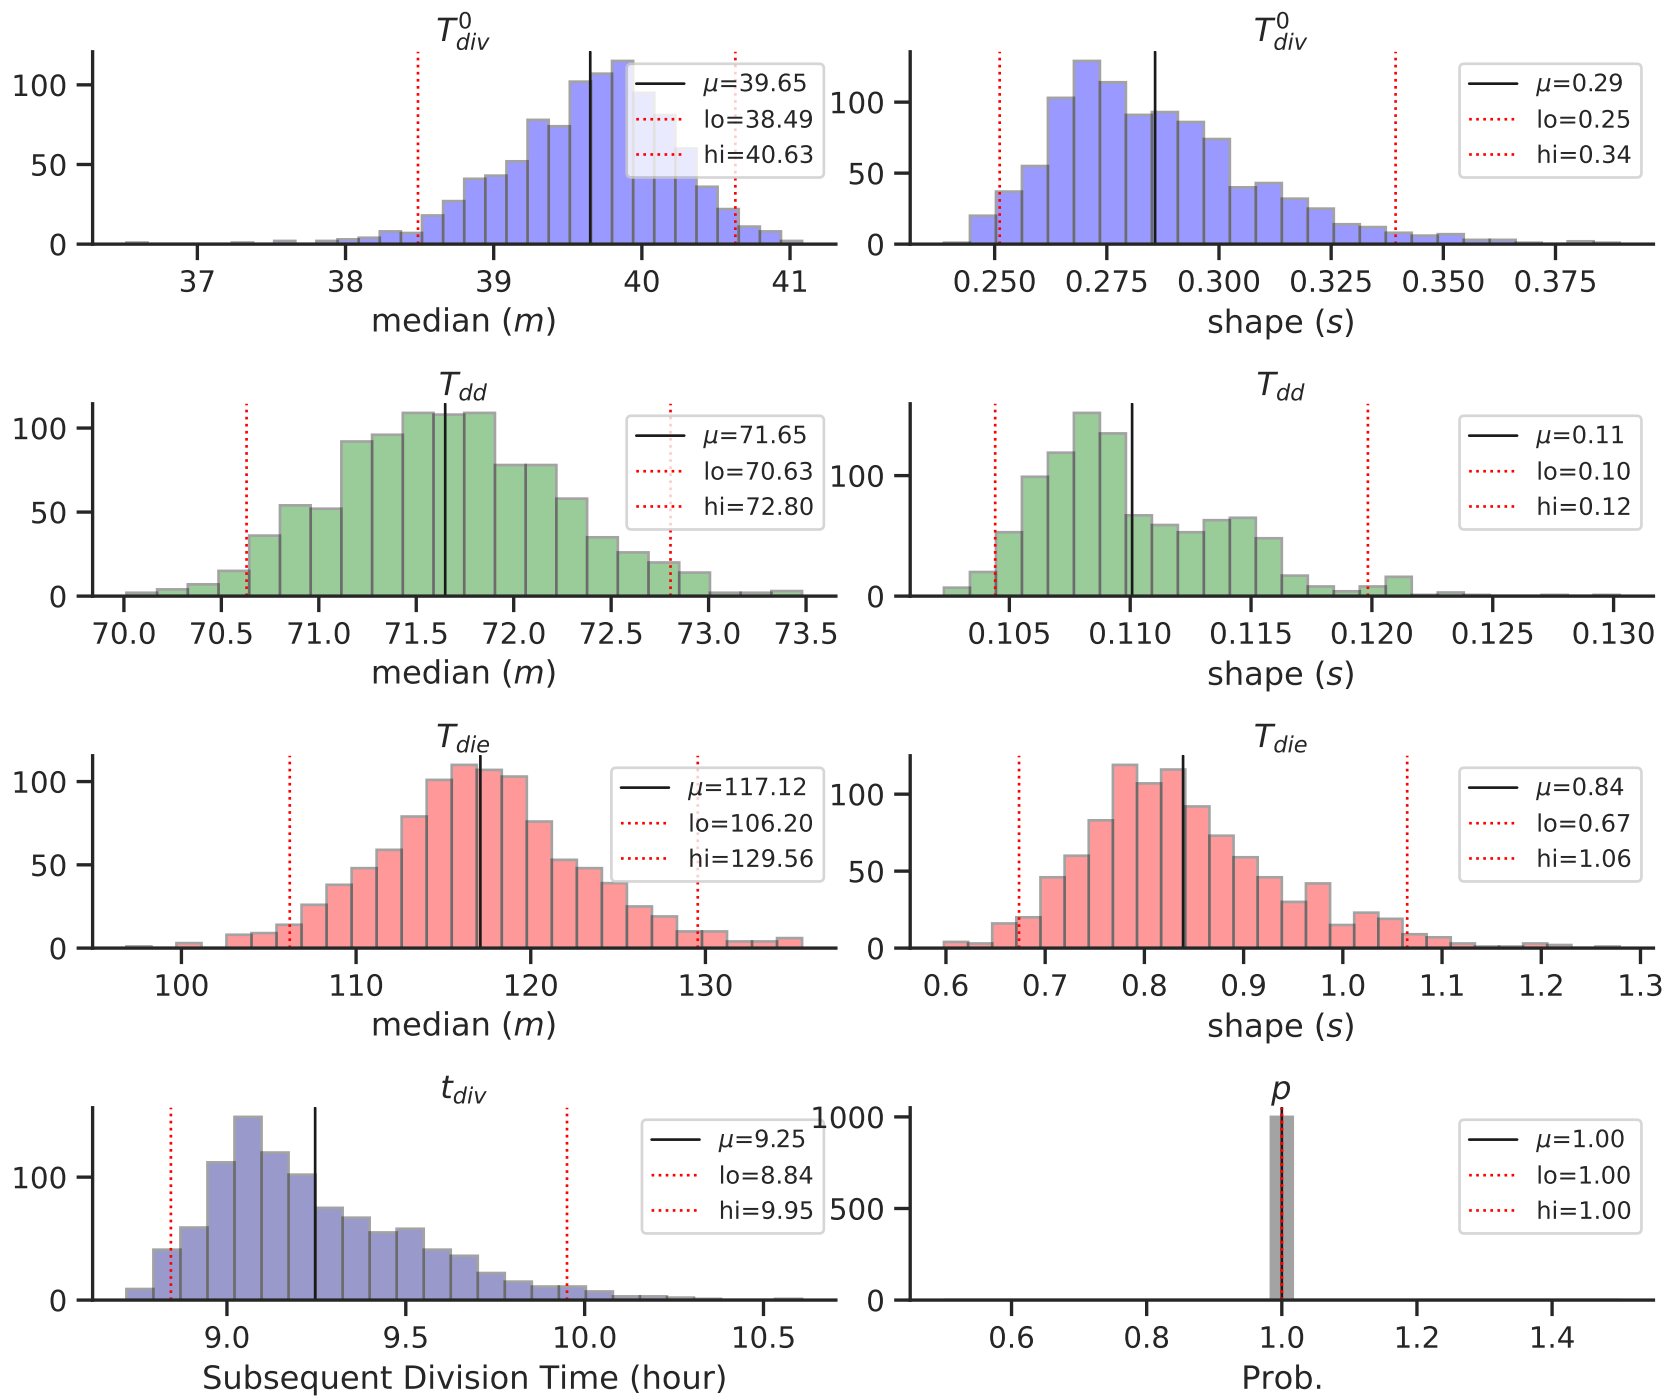 T⁰div
100
50
0
μ=39.65
lo=38.49
hi=40.63
37 38 39 40 41
median (m)
T⁰div
100
50
0
μ=0.29
lo=0.25
hi=0.34
0.250 0.275 0.300 0.325 0.350 0.375
shape (s)
Tdd
100
50
0
μ=71.65
lo=70.63
hi=72.80
70.0 70.5 71.0 71.5 72.0 72.5 73.0 73.5
median (m)
Tdd
100
0
μ=0.11
lo=0.10
hi=0.12
0.105 0.110 0.115 0.120 0.125 0.130
shape (s)
Tdie
100
50
0
μ=117.12
lo=106.20
hi=129.56
100 110 120 130
median (m)
Tdie
100
50
0
μ=0.84
lo=0.67
hi=1.06
0.6 0.7 0.8 0.9 1.0 1.1 1.2 1.3
shape (s)
tdiv
100
0
μ=9.25
lo=8.84
hi=9.95
9.0 9.5 10.0 10.5
Subsequent Division Time (hour)
p
1000
500
0
μ=1.00
lo=1.00
hi=1.00
0.6 0.8 1.0 1.2 1.4
Prob.